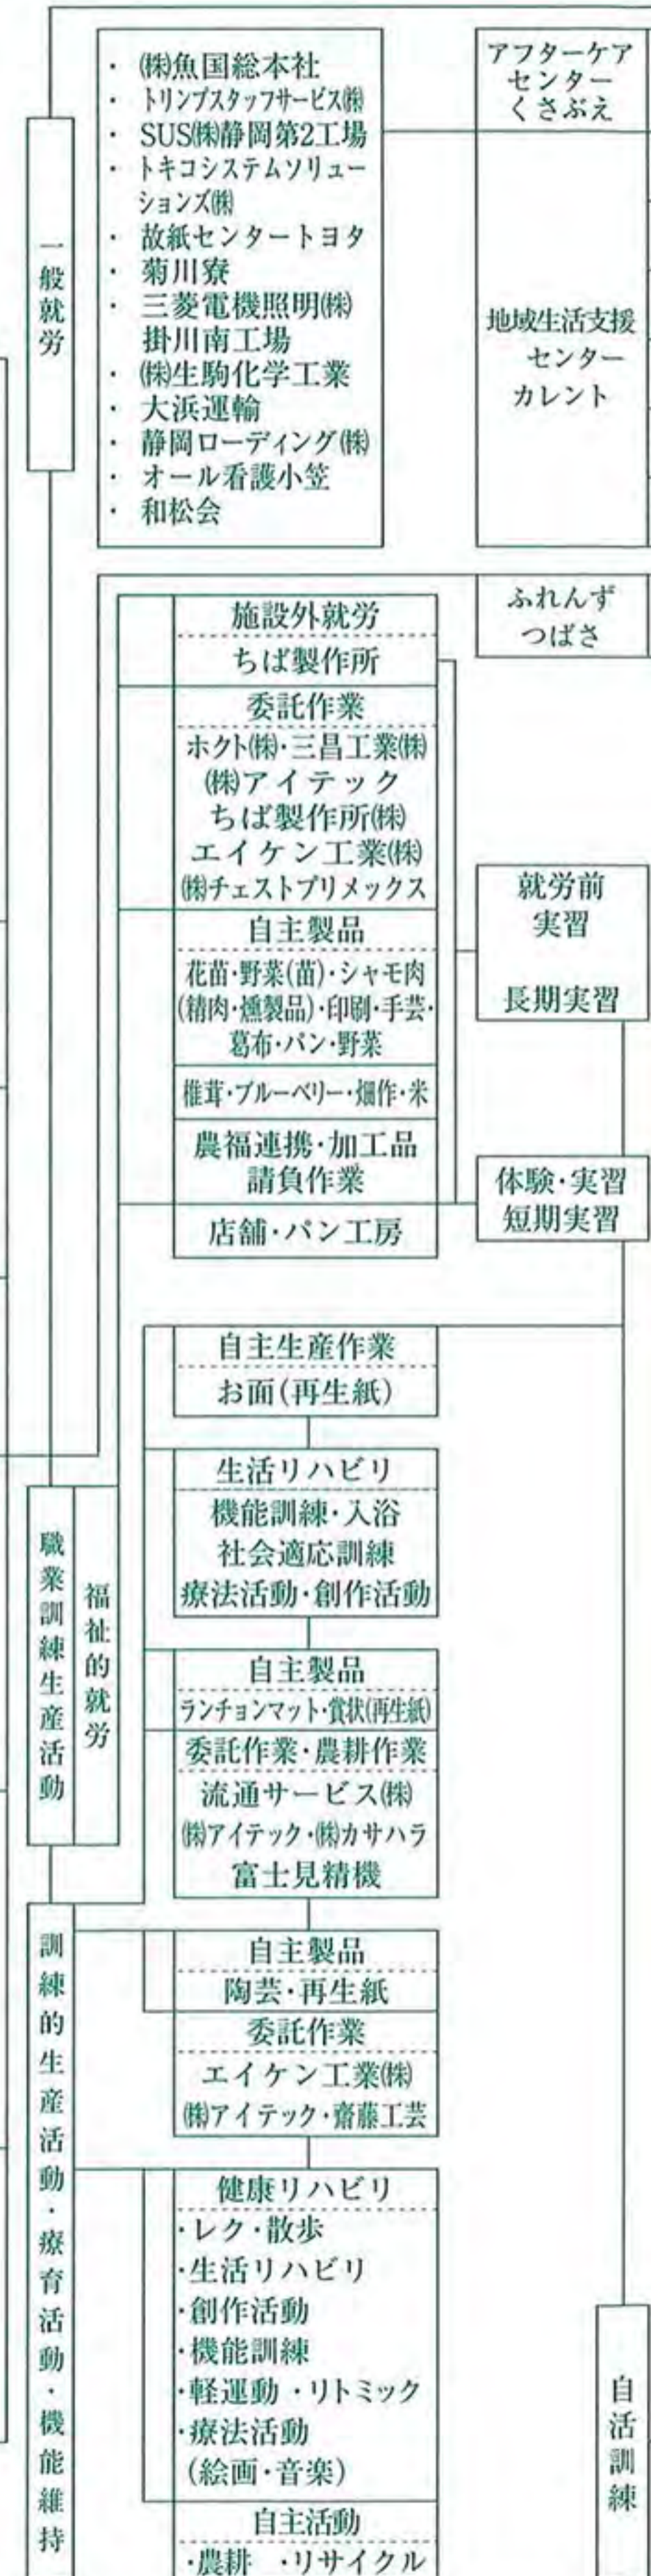 一般就労
・ ㈱魚国総本社
・ トリンプスタッフサービス㈱
・ SUS㈱静岡第2工場
・ トキコシステムソリュー
ションズ㈱
・ 故紙センタートヨタ
・ 菊川寮
・ 三菱電機照明㈱
掛川南工場
・ ㈱生駒化学工業
・ 大浜運輸
・ 静岡ローディング㈱
・ オール看護小笠
・ 和松会
アフターケア
センター
くさぶえ
地域生活支援
センター
カレント
ふれんず
つばさ
施設外就労
ちば製作所
委託作業
ホクト㈱・三昌工業㈱
㈱アイテック
ちば製作所㈱
エイケン工業㈱
㈱チェストプリメックス
自主製品
花苗・野菜(苗)・シャモ肉
(精肉・燻製品)・印刷・手芸・
葛布・パン・野菜
椎茸・ブルーベリー・畑作・米
農福連携・加工品
請負作業
店舗・パン工房
就労前
実習
長期実習
体験・実習
短期実習
職業訓練生産活動
福祉的就労
自主生産作業
お面(再生紙)
生活リハビリ
機能訓練・入浴
社会適応訓練
療法活動・創作活動
自主製品
ランチョンマット・賞状(再生紙)
委託作業・農耕作業
流通サービス㈱
㈱アイテック・㈱カサハラ
富士見精機
訓練的生産活動・療育活動・機能維持
自主製品
陶芸・再生紙
委託作業
エイケン工業㈱
㈱アイテック・齋藤工芸
健康リハビリ
・レク・散歩
・生活リハビリ
・創作活動
・機能訓練
・軽運動 ・リトミック
・療法活動
(絵画・音楽)
自主活動
・農耕 ・リサイクル
自活訓練